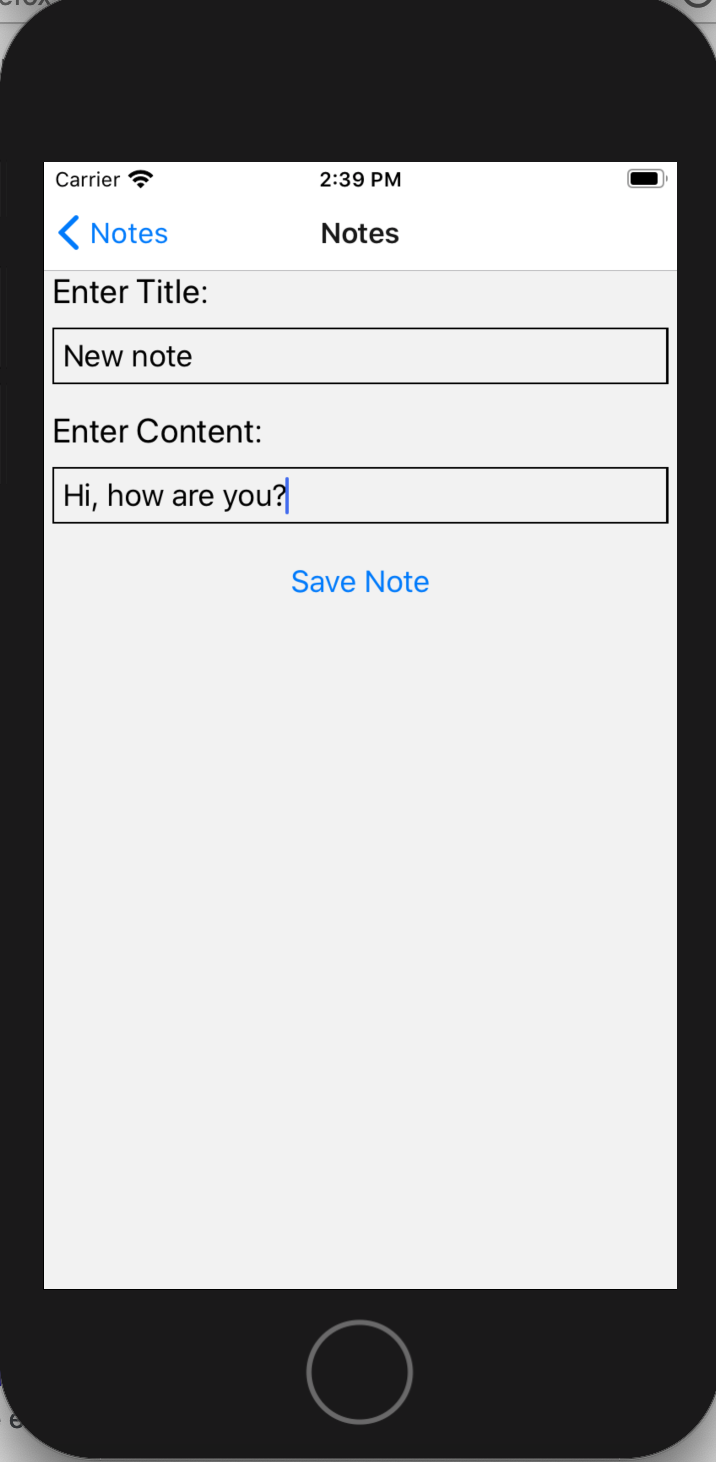 Carrier
2:39 PM
Notes
Notes
Enter Title:
New note
Enter Content:
Hi, how are you?
Save Note